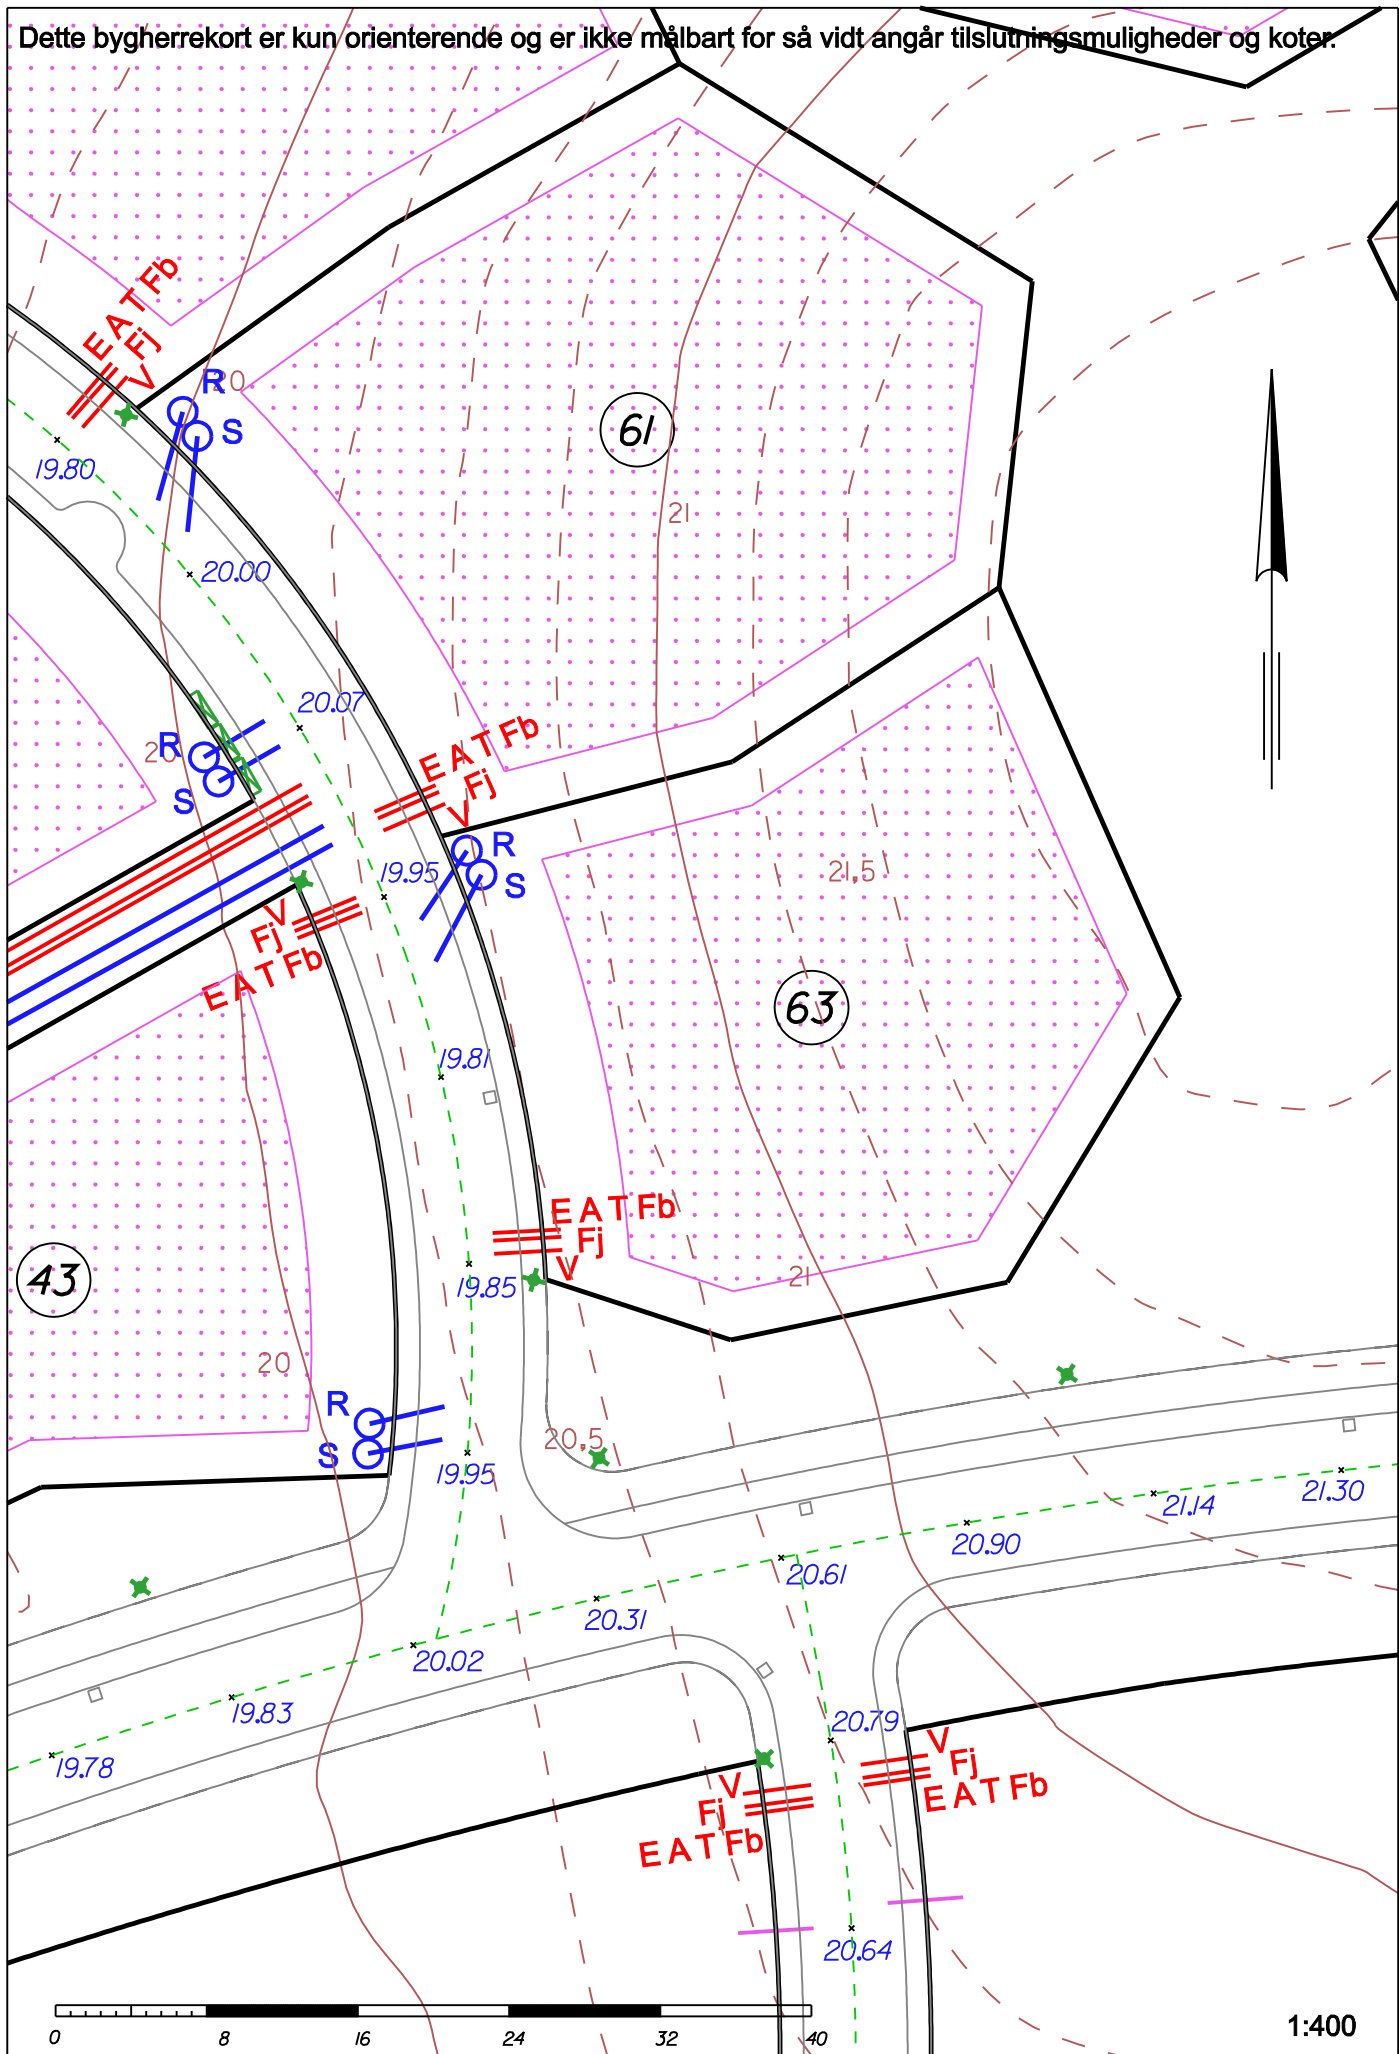 Dette bygherrekort er kun orienterende og er ikke målbart for så vidt angår tilslutningsmuligheder og koter.
E A T Fb
Fj
V
R
20
S
61
19.80
21
20.00
20.07
R
20
S
E A T Fb
Fj
V
R
S
19.95
21,5
V
Fj
E A T Fb
63
19.81
E A T Fb
Fj
V
43
19.85
21
20
R
S
20,5
19.95
21.30
21.14
20.90
20.61
20.31
20.02
19.83
20.79
19.78
V
Fj
E A T Fb
V
Fj
E A T Fb
20.64
0 8 16 24 32 40
1:400